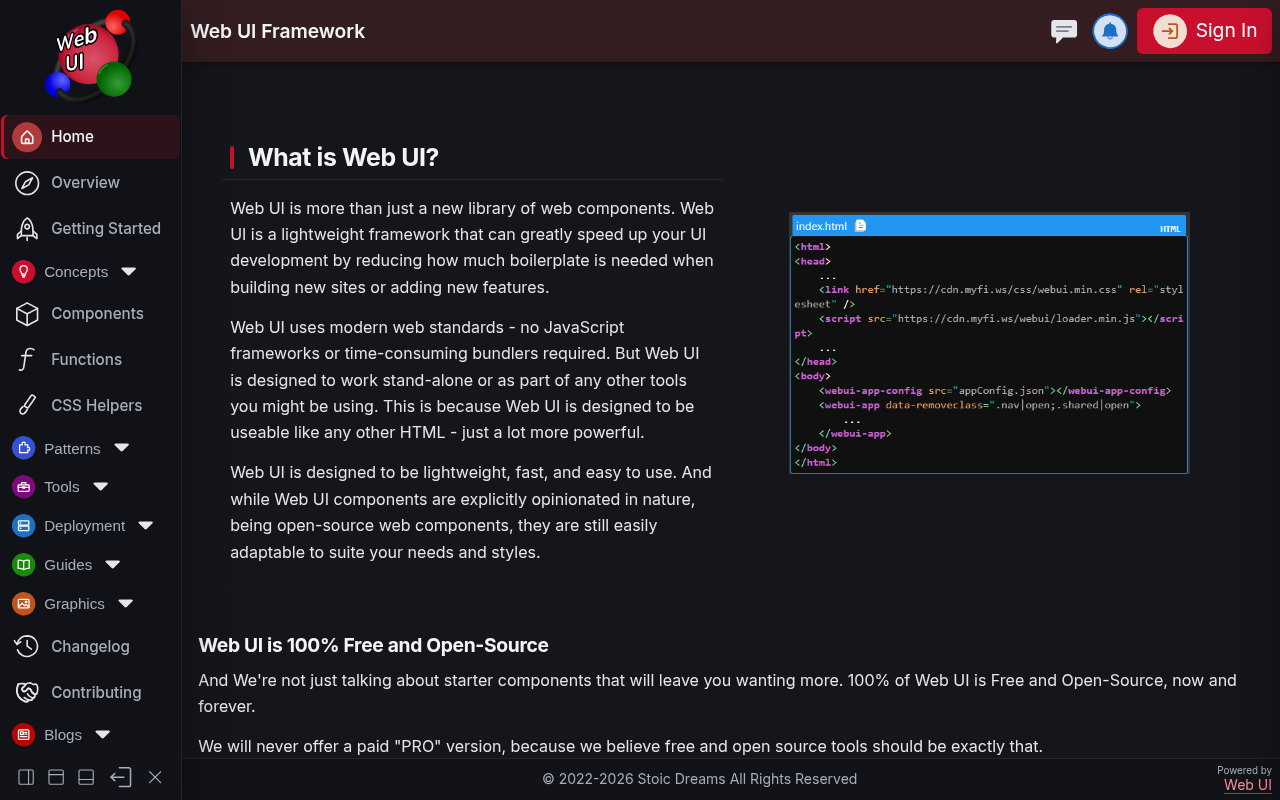 Web
UI
Web UI Framework
Sign In
Home
Overview
Getting Started
Concepts
Components
Functions
CSS Helpers
Patterns
Tools
Deployment
Guides
Graphics
Changelog
Contributing
Blogs
What is Web UI?
Web UI is more than just a new library of web components. Web
UI is a lightweight framework that can greatly speed up your UI
development by reducing how much boilerplate is needed when
building new sites or adding new features.
Web UI uses modern web standards - no JavaScript
frameworks or time-consuming bundlers required. But Web UI
is designed to work stand-alone or as part of any other tools
you might be using. This is because Web UI is designed to be
useable like any other HTML - just a lot more powerful.
Web UI is designed to be lightweight, fast, and easy to use. And
while Web UI components are explicitly opinionated in nature,
being open-source web components, they are still easily
adaptable to suite your needs and styles.
index.html HTML
<html>
<head>
...
<link href="https://cdn.myfi.ws/css/webui.min.css" rel="styl
esheet" />
<script src="https://cdn.myfi.ws/webui/loader.min.js"></scri
pt>
...
</head>
<body>
<webui-app-config src="appConfig.json"></webui-app-config>
<webui-app data-removeclass=".nav|open;.shared|open">
...
</webui-app>
</body>
</html>
Web UI is 100% Free and Open-Source
And We're not just talking about starter components that will leave you wanting more. 100% of Web UI is Free and Open-Source, now and
forever.
We will never offer a paid "PRO" version, because we believe free and open source tools should be exactly that.
© 2022-2026 Stoic Dreams All Rights Reserved
Powered by
Web UI